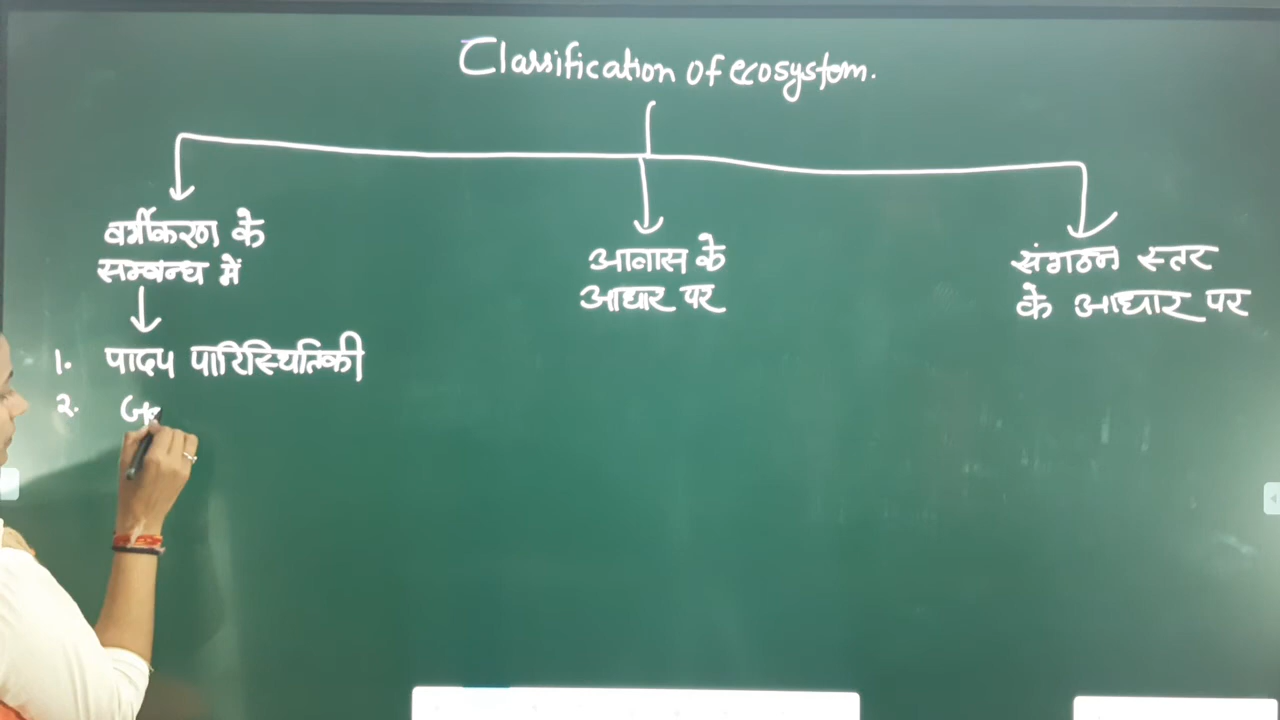 Classification of ecosystem.
वर्गीकरण के
सम्बन्ध में
आवास के
आधार पर
संगठन स्तर
के आधार पर
1. पादप पारिस्थितिकी
2.